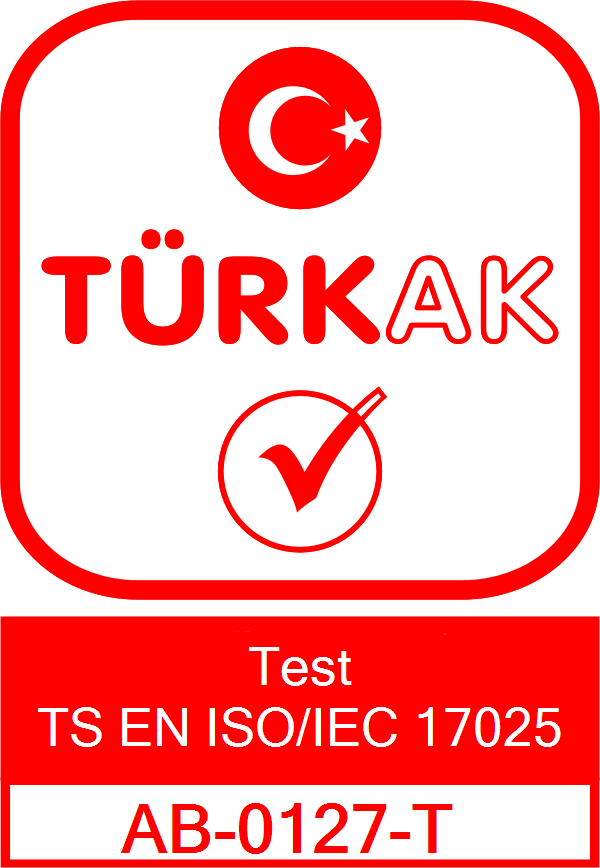 TÜRKAK
Test
TS EN ISO/IEC 17025
AB-0127-T